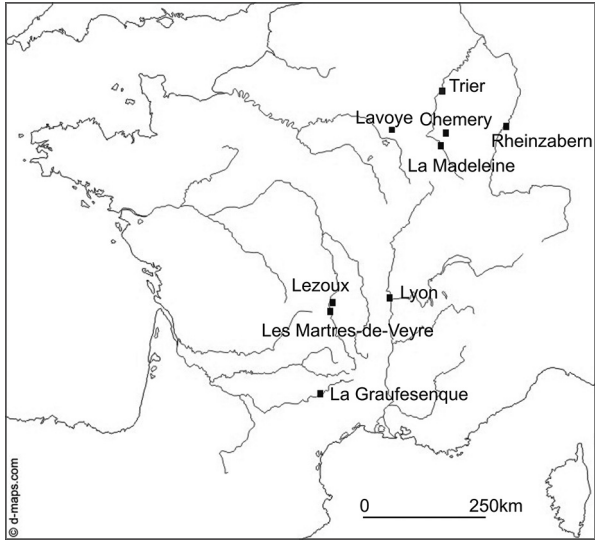 Trier
Lavoye
Chemery
Rheinzabern
La Madeleine
Lezoux
Lyon
Les Martres-de-Veyre
La Graufesenque
0 250km
© d-maps.com